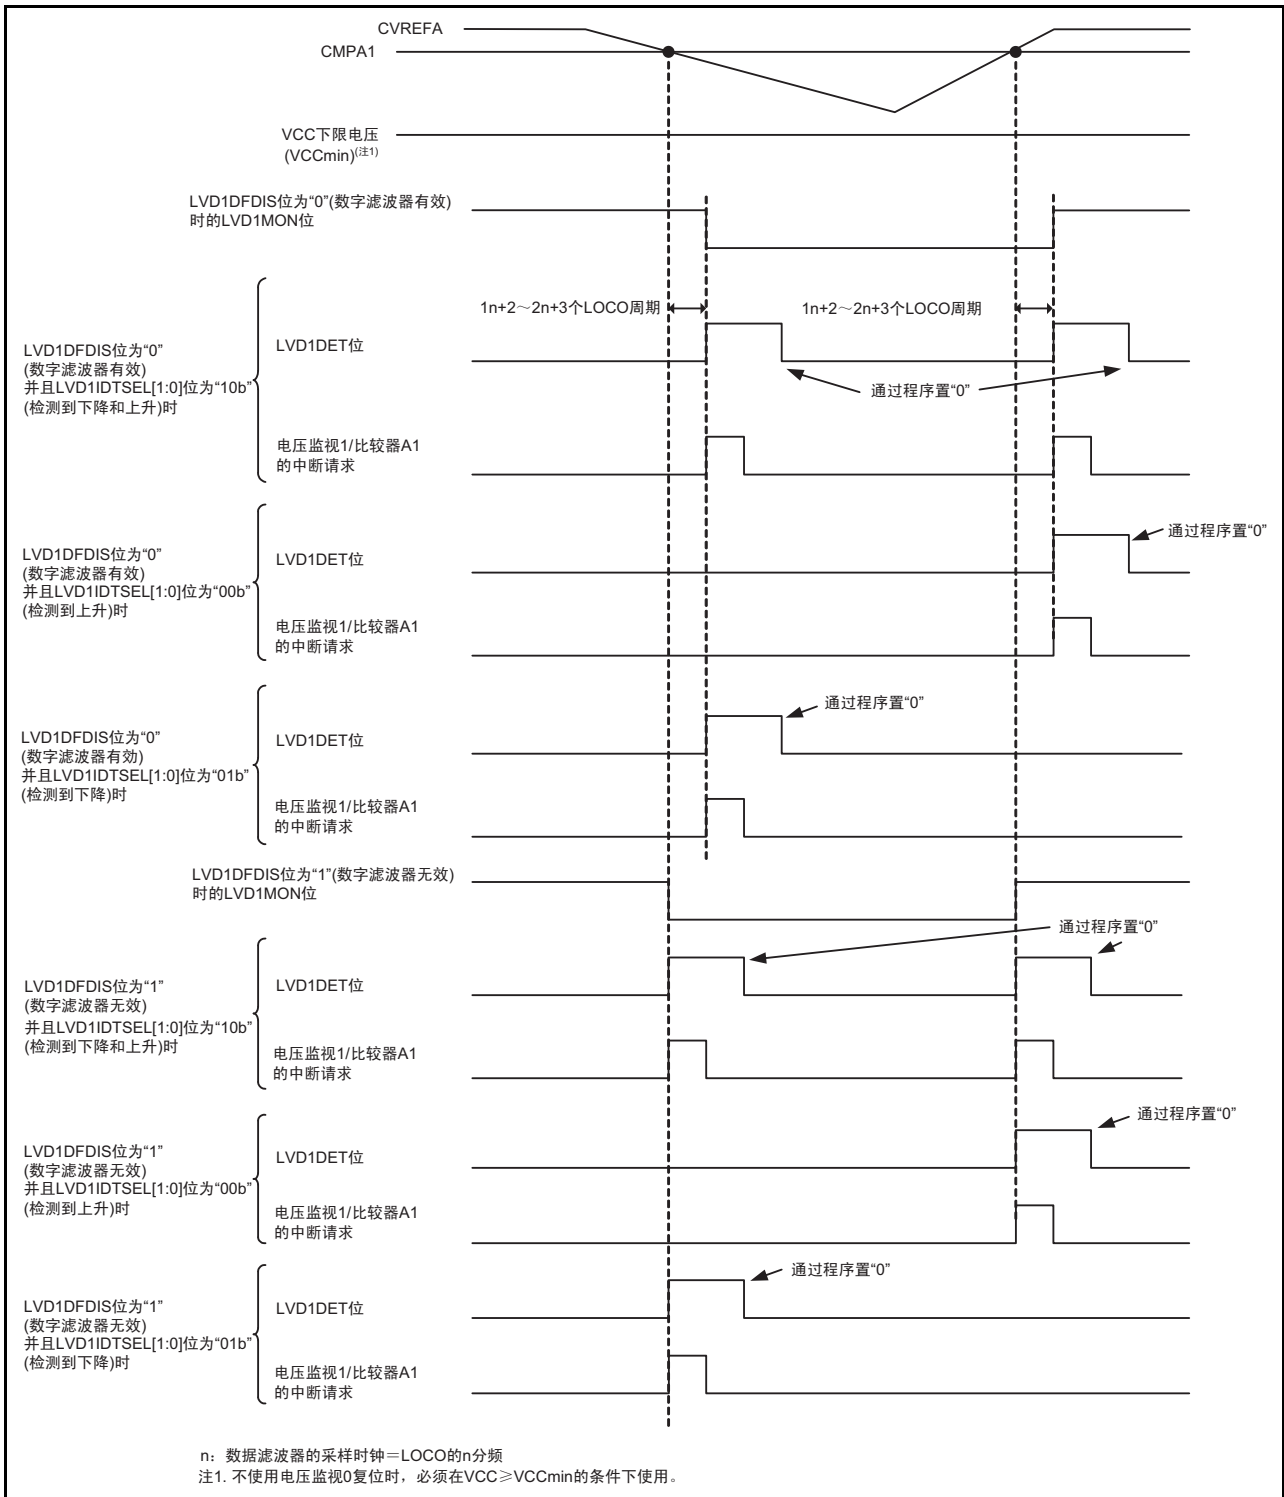 CVREFA
CMPA1
VCC下限电压
(VCCmin)(注1)
LVD1DFDIS位为“0”(数字滤波器有效)
时的LVD1MON位
1n+2～2n+3个LOCO周期
1n+2～2n+3个LOCO周期
LVD1DFDIS位为“0”
(数字滤波器有效)
并且LVD1IDTSEL[1:0]位为“10b”
(检测到下降和上升)时
LVD1DET位
通过程序置“0”
电压监视1/比较器A1
的中断请求
通过程序置“0”
LVD1DFDIS位为“0”
(数字滤波器有效)
并且LVD1IDTSEL[1:0]位为“00b”
(检测到上升)时
LVD1DET位
电压监视1/比较器A1
的中断请求
通过程序置“0”
LVD1DFDIS位为“0”
(数字滤波器有効)
并且LVD1IDTSEL[1:0]位为“01b”
(检测到下降)时
LVD1DET位
电压监视1/比较器A1
的中断请求
LVD1DFDIS位为“1”(数字滤波器无效)
时的LVD1MON位
通过程序置“0”
LVD1DFDIS位为“1”
(数字滤波器无效)
并且LVD1IDTSEL[1:0]位为“10b”
(检测到下降和上升)时
LVD1DET位
电压监视1/比较器A1
的中断请求
通过程序置“0”
LVD1DFDIS位为“1”
(数字滤波器无效)
并且LVD1IDTSEL[1:0]位为“00b”
(检测到上升)时
LVD1DET位
电压监视1/比较器A1
的中断请求
通过程序置“0”
LVD1DFDIS位为“1”
(数字滤波器无效)
并且LVD1IDTSEL[1:0]位为“01b”
(检测到下降)时
LVD1DET位
电压监视1/比较器A1
的中断请求
n：数据滤波器的采样时钟＝LOCO的n分频
注1. 不使用电压监视0复位时，必须在VCC≥VCCmin的条件下使用。